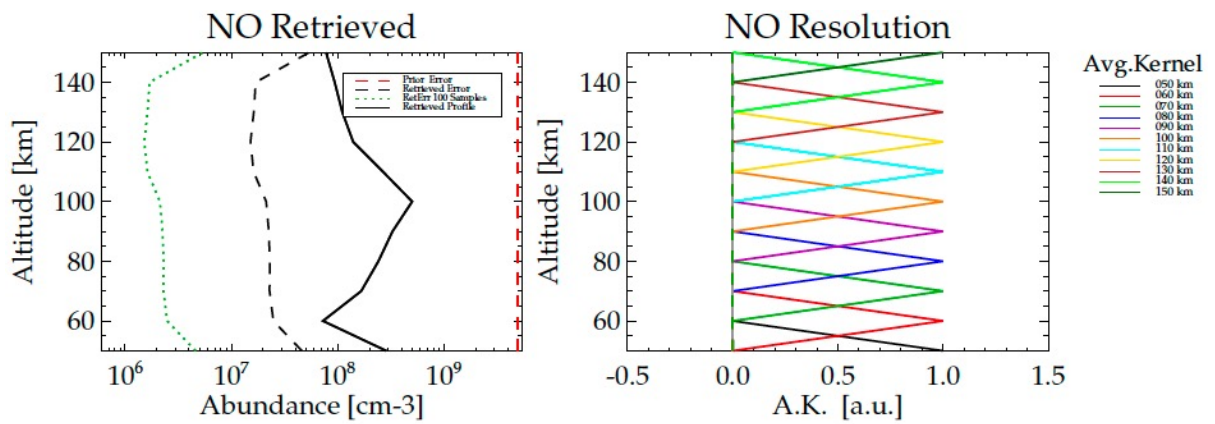 NO Retrieved
140
120
100
80
60
Altitude [km]
Prior Error
Retrieved Error
RetErr 100 Samples
Retrieved Profile
10^6 10^7 10^8 10^9
Abundance [cm-3]
NO Resolution
140
120
100
80
60
Altitude [km]
-0.5 0.0 0.5 1.0 1.5
A.K. [a.u.]
Avg.Kernel
050 km
060 km
070 km
080 km
090 km
100 km
110 km
120 km
130 km
140 km
150 km